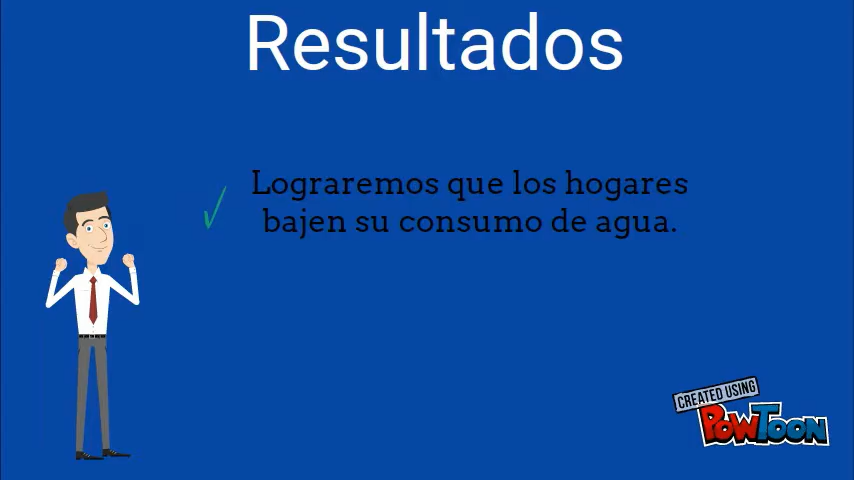 Resultados
Lograremos que los hogares
bajen su consumo de agua.
CREATED USING
POWTOON